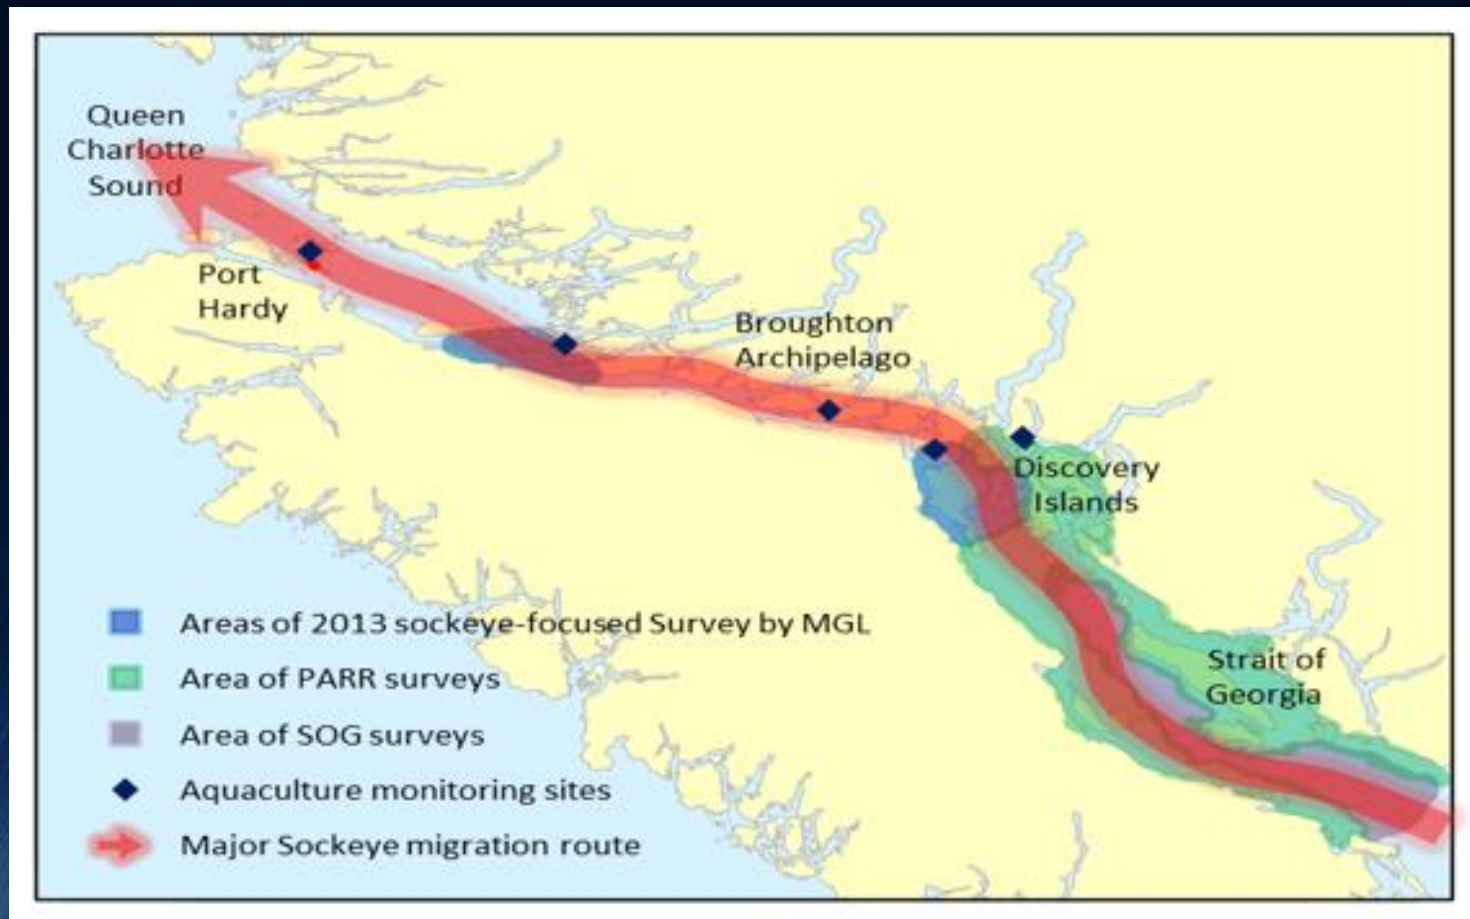 Queen
Charlotte
Sound
Port
Hardy
Broughton
Archipelago
Discovery
Islands
Strait of
Georgia
Areas of 2013 sockeye-focused Survey by MGL
Area of PARR surveys
Area of SOG surveys
Aquaculture monitoring sites
Major Sockeye migration route